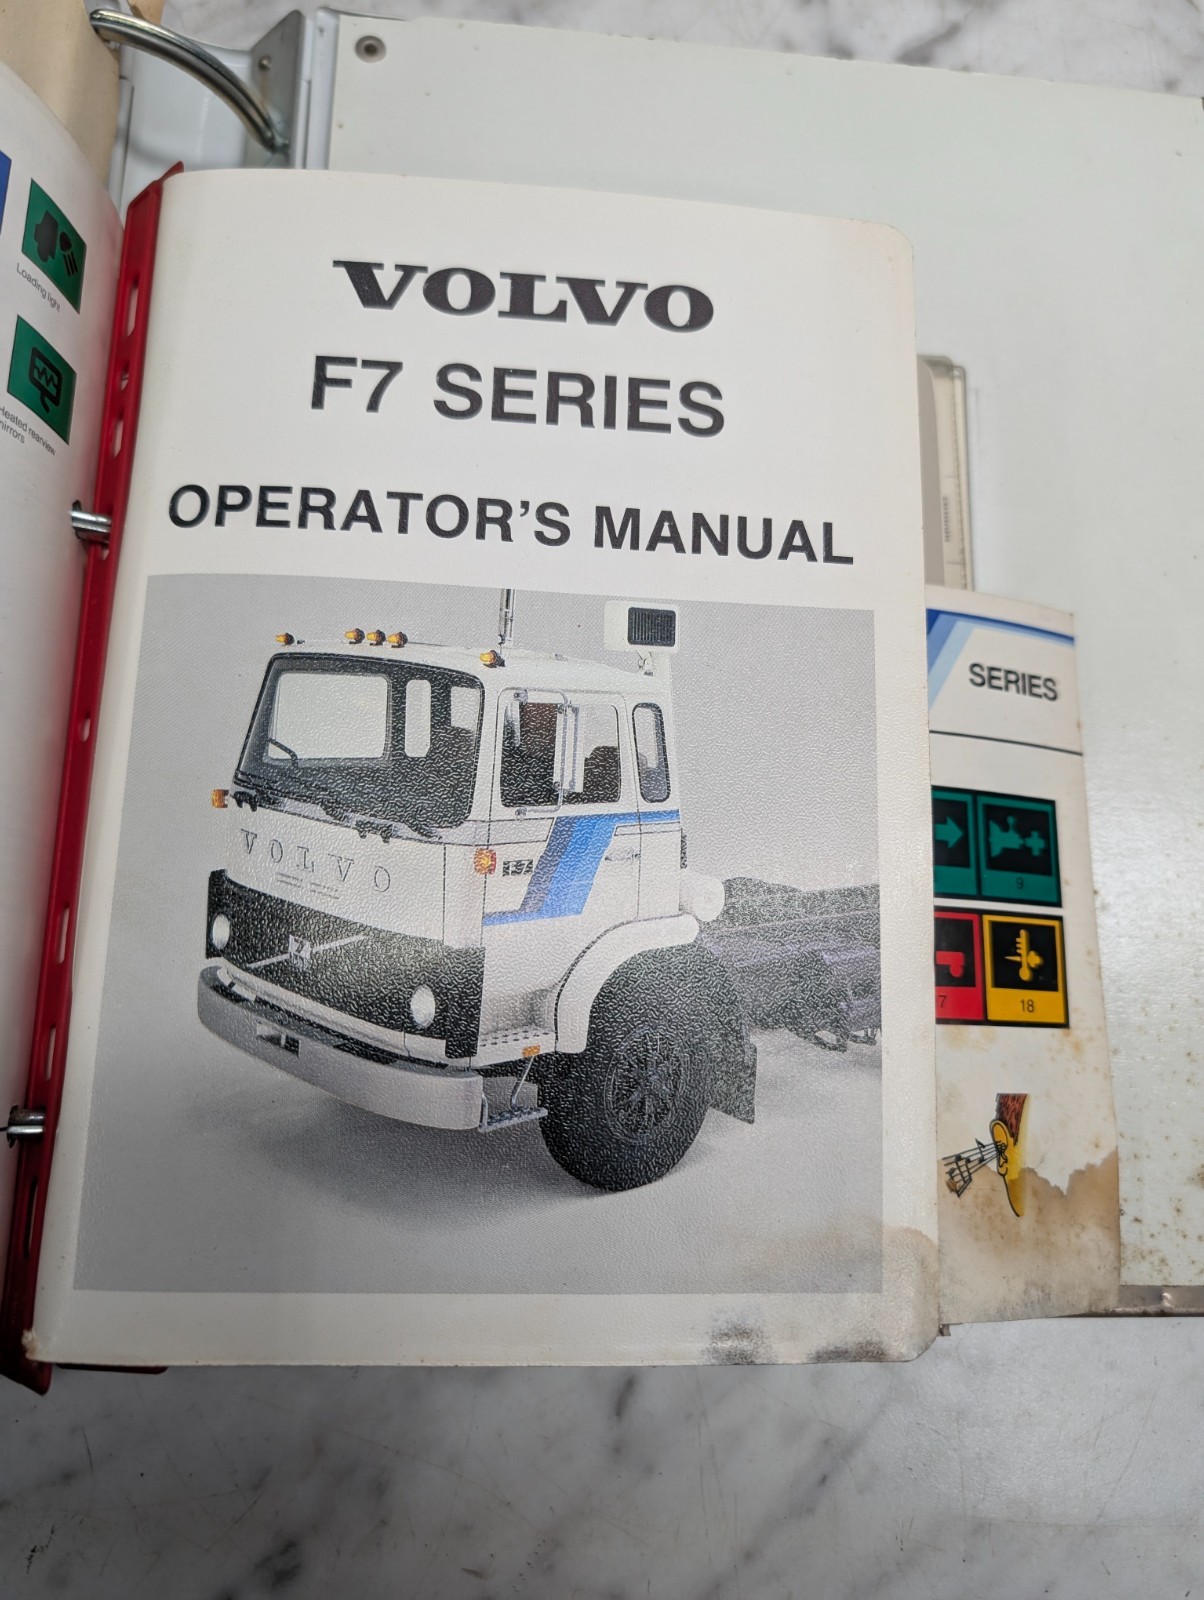 Loading light
Heated rearview
mirrors
VOLVO
F7 SERIES
OPERATOR'S MANUAL
VOLVO
SERIES
9
7
18